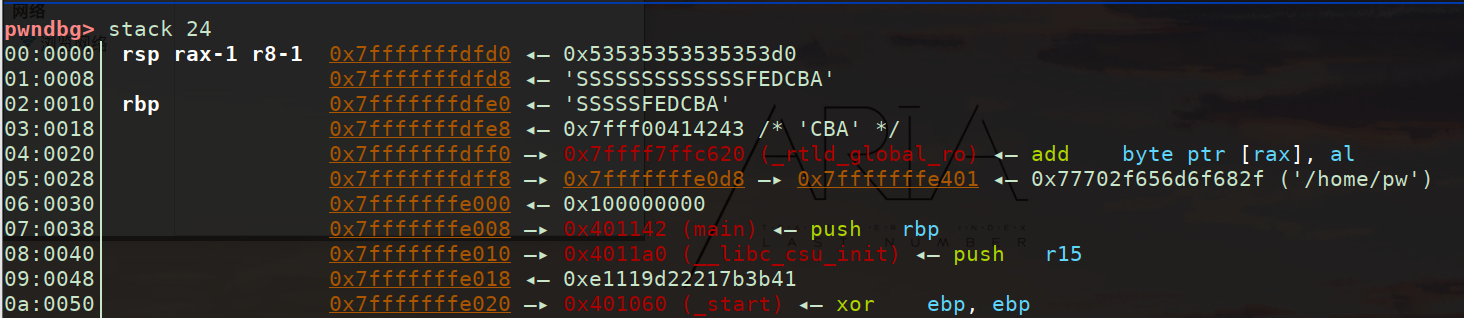 网络
pwndbg> stack 24
00:0000│ rsp rax-1 r8-1 0x7fffffffdfd0 ◂— 0x53535353535353d0
01:0008│ 0x7fffffffdfd8 ◂— 'SSSSSSSSSSSSSFEDCBA'
02:0010│ rbp 0x7fffffffdfe0 ◂— 'SSSSSFEDCBA'
03:0018│ 0x7fffffffdfe8 ◂— 0x7fff00414243 /* 'CBA' */
04:0020│ 0x7fffffffdff0 —▸ 0x7ffff7ffc620 (_rtld_global_ro) ◂— add byte ptr [rax], al
05:0028│ 0x7fffffffdff8 —▸ 0x7fffffffe0d8 —▸ 0x7fffffffe401 ◂— 0x77702f656d6f682f ('/home/pw')
06:0030│ 0x7fffffffe000 ◂— 0x100000000
07:0038│ 0x7fffffffe008 —▸ 0x401142 (main) ◂— push rbp
08:0040│ 0x7fffffffe010 —▸ 0x4011a0 (__libc_csu_init) ◂— push r15
09:0048│ 0x7fffffffe018 ◂— 0xe1119d22217b3b41
0a:0050│ 0x7fffffffe020 —▸ 0x401060 (_start) ◂— xor ebp, ebp
ARIA
LAST NUMBER